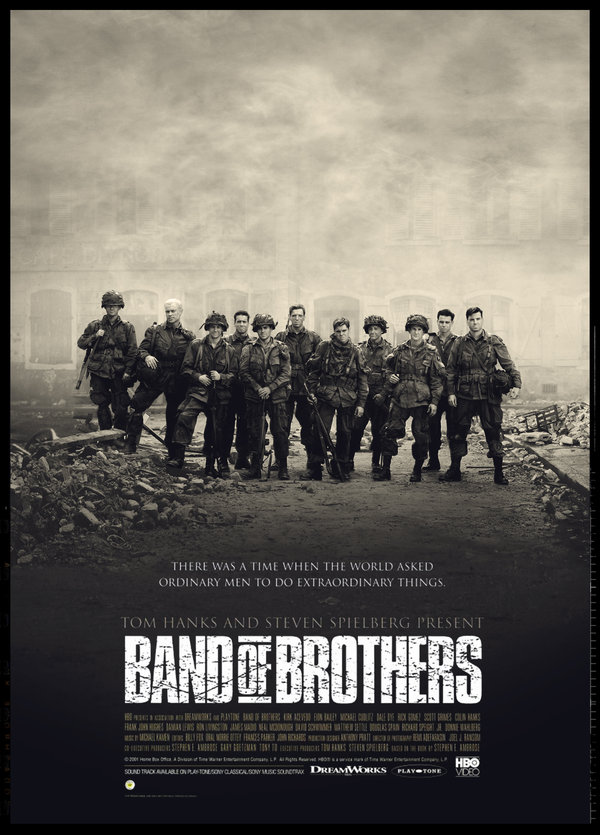 THERE WAS A TIME WHEN THE WORLD ASKED
ORDINARY MEN TO DO EXTRAORDINARY THINGS.
TOM HANKS AND STEVEN SPIELBERG PRESENT
BAND OF BROTHERS
HBO PRESENTS IN ASSOCIATION WITH DREAMWORKS AND PLAYTONE BAND OF BROTHERS KIRK ACEVEDO EION BAILEY MICHAEL CUDLITZ DALE DYE RICK GOMEZ SCOTT GRIMES COLIN HANKS
FRANK JOHN HUGHES DAMIAN LEWIS RON LIVINGSTON JAMES MADIO NEAL MCDONOUGH DAVID SCHWIMMER MATTHEW SETTLE DOUGLAS SPAIN RICHARD SPEIGHT, JR. DONNIE WAHLBERG
MUSIC BY MICHAEL KAMEN EDITORS BILLY FOX ORAL NORRIE OTTEY FRANCES PARKER JOHN RICHARDS PRODUCTION DESIGNER ANTHONY PRATT DIRECTOR OF PHOTOGRAPHY REMI ADEFARASIN JOEL J. RANSOM
CO-EXECUTIVE PRODUCERS STEPHEN E. AMBROSE GARY GOETZMAN TONY TO EXECUTIVE PRODUCERS TOM HANKS STEVEN SPIELBERG BASED ON THE BOOK BY STEPHEN E. AMBROSE
© 2001 Home Box Office. A Division of Time Warner Entertainment Company, L.P. All Rights Reserved. HBO® is a service mark of Time Warner Entertainment Company, L.P.
SOUND TRACK AVAILABLE ON PLAY-TONE/SONY CLASSICAL/SONY MUSIC SOUNDTRAX
DREAMWORKS
PLAY•TONE
HBO
VIDEO